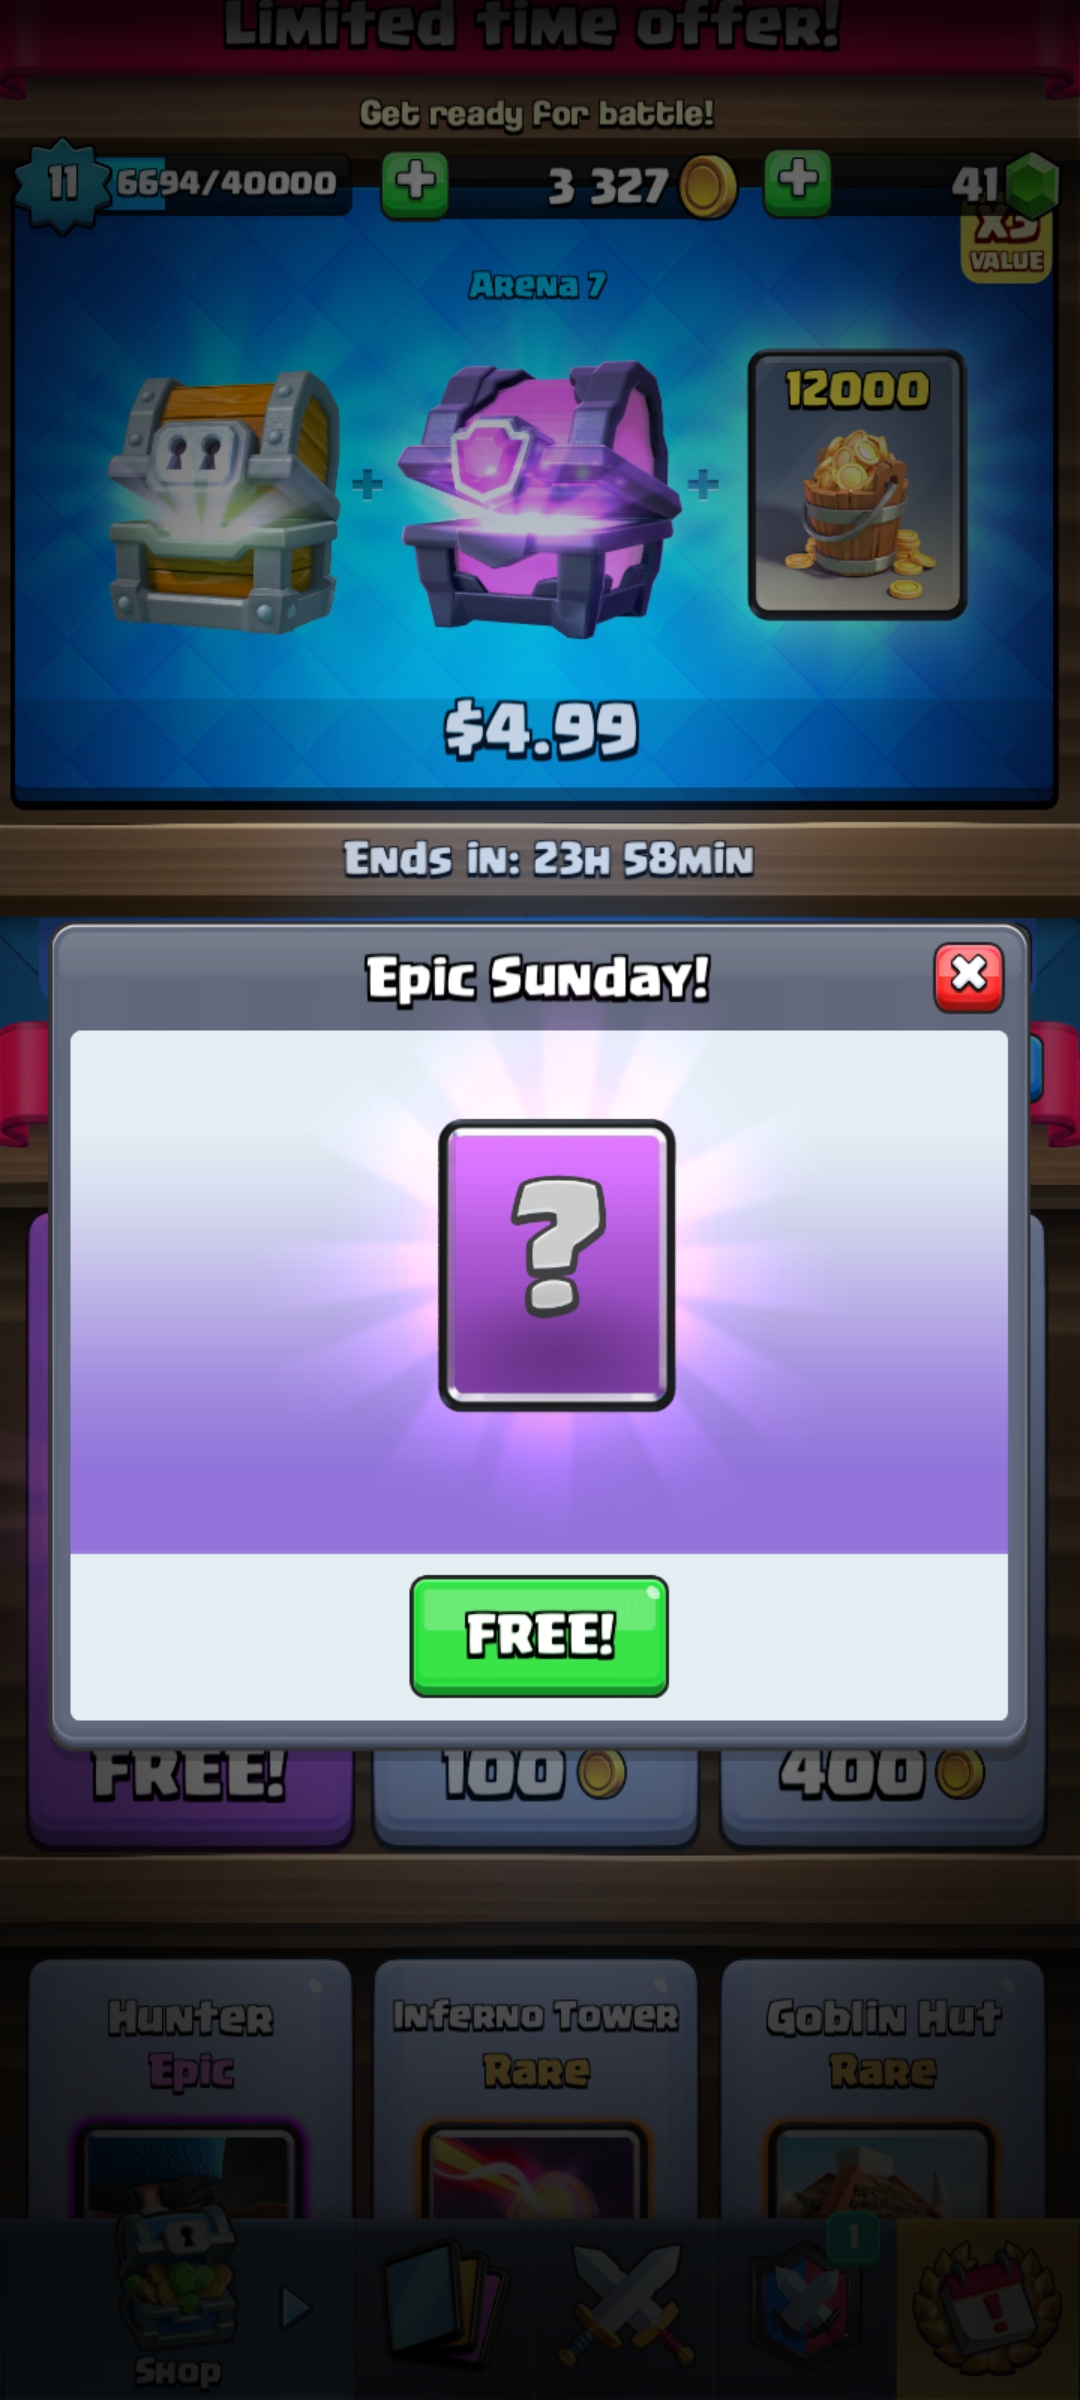 Limited time offer!
Get ready for battle!
11
6694/40000
3 327
41
X5
VALUE
Arena 7
12000
$4.99
Ends in: 23h 58min
Epic Sunday!
?
FREE!
FREE!
100
400
Hunter
Epic
Inferno Tower
Rare
Goblin Hut
Rare
1
Shop